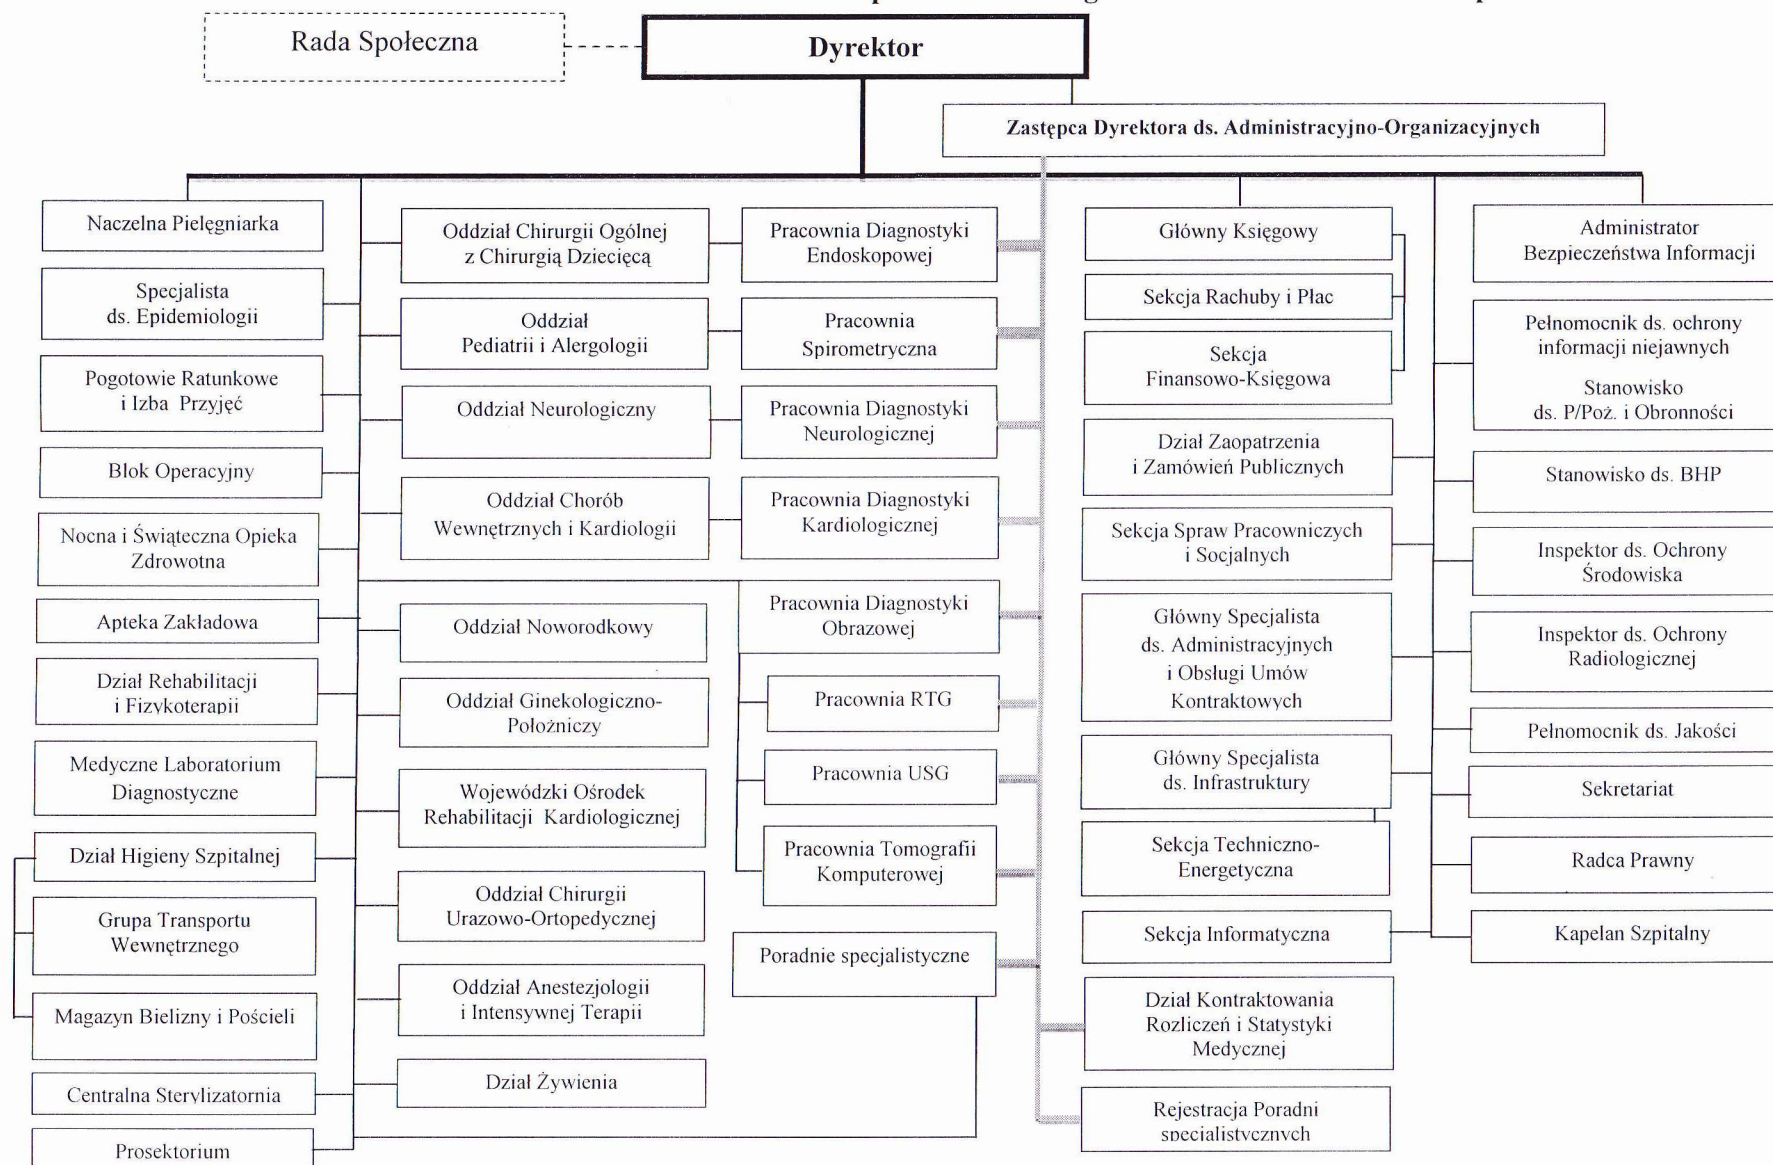 Rada Społeczna
Dyrektor
Zastępca Dyrektora ds. Administracyjno-Organizacyjnych
Naczelna Pielęgniarka
Specjalista
ds. Epidemiologii
Pogotowie Ratunkowe
i Izba Przyjęć
Blok Operacyjny
Nocna i Świąteczna Opieka
Zdrowotna
Apteka Zakładowa
Dział Rehabilitacji
i Fizykoterapii
Medyczne Laboratorium
Diagnostyczne
Dział Higieny Szpitalnej
Grupa Transportu
Wewnętrznego
Magazyn Bielizny i Pościeli
Centralna Sterylizatornia
Prosektorium
Oddział Chirurgii Ogólnej
z Chirurgią Dziecięcą
Oddział
Pediatrii i Alergologii
Oddział Neurologiczny
Oddział Chorób
Wewnętrznych i Kardiologii
Oddział Noworodkowy
Oddział Ginekologiczno-
Położniczy
Wojewódzki Ośrodek
Rehabilitacji Kardiologicznej
Oddział Chirurgii
Urazowo-Ortopedycznej
Oddział Anestezjologii
i Intensywnej Terapii
Dział Żywienia
Pracownia Diagnostyki
Endoskopowej
Pracownia
Spirometryczna
Pracownia Diagnostyki
Neurologicznej
Pracownia Diagnostyki
Kardiologicznej
Pracownia Diagnostyki
Obrazowej
Pracownia RTG
Pracownia USG
Pracownia Tomografii
Komputerowej
Poradnie specjalistyczne
Główny Księgowy
Sekcja Rachuby i Płac
Sekcja
Finansowo-Księgowa
Dział Zaopatrzenia
i Zamówień Publicznych
Sekcja Spraw Pracowniczych
i Socjalnych
Główny Specjalista
ds. Administracyjnych
i Obsługi Umów
Kontraktowych
Główny Specjalista
ds. Infrastruktury
Sekcja Techniczno-
Energetyczna
Sekcja Informatyczna
Dział Kontraktowania
Rozliczeń i Statystyki
Medycznej
Rejestracja Poradni
specjalistycznych
Administrator
Bezpieczeństwa Informacji
Pełnomocnik ds. ochrony
informacji niejawnych
Stanowisko
ds. P/Poż. i Obronności
Stanowisko ds. BHP
Inspektor ds. Ochrony
Środowiska
Inspektor ds. Ochrony
Radiologicznej
Pełnomocnik ds. Jakości
Sekretariat
Radca Prawny
Kapelan Szpitalny